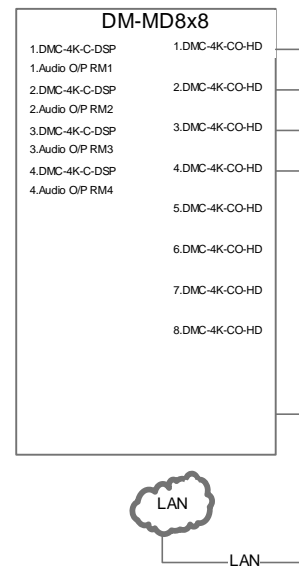 DM-MD8x8
1.DMC-4K-C-DSP
1.Audio O/P RM1
2.DMC-4K-C-DSP
2.Audio O/P RM2
3.DMC-4K-C-DSP
3.Audio O/P RM3
4.DMC-4K-C-DSP
4.Audio O/P RM4
1.DMC-4K-CO-HD
2.DMC-4K-CO-HD
3.DMC-4K-CO-HD
4.DMC-4K-CO-HD
5.DMC-4K-CO-HD
6.DMC-4K-CO-HD
7.DMC-4K-CO-HD
8.DMC-4K-CO-HD
LAN
LAN